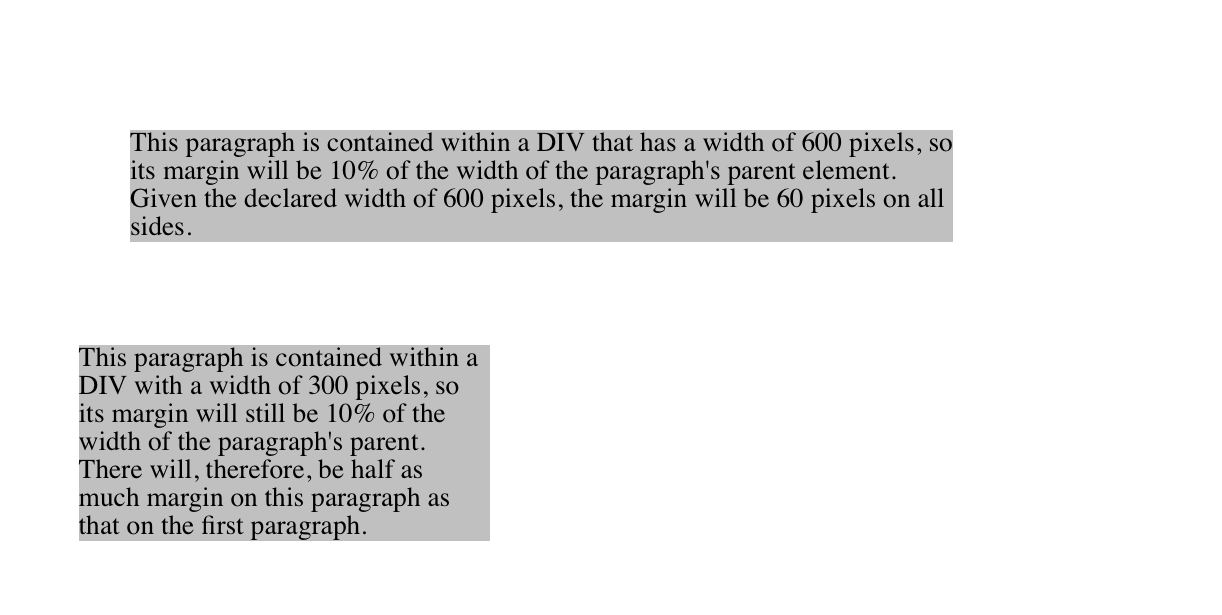 This paragraph is contained within a DIV that has a width of 600 pixels, so
its margin will be 10% of the width of the paragraph's parent element.
Given the declared width of 600 pixels, the margin will be 60 pixels on all
sides.
This paragraph is contained within a
DIV with a width of 300 pixels, so
its margin will still be 10% of the
width of the paragraph's parent.
There will, therefore, be half as
much margin on this paragraph as
that on the first paragraph.